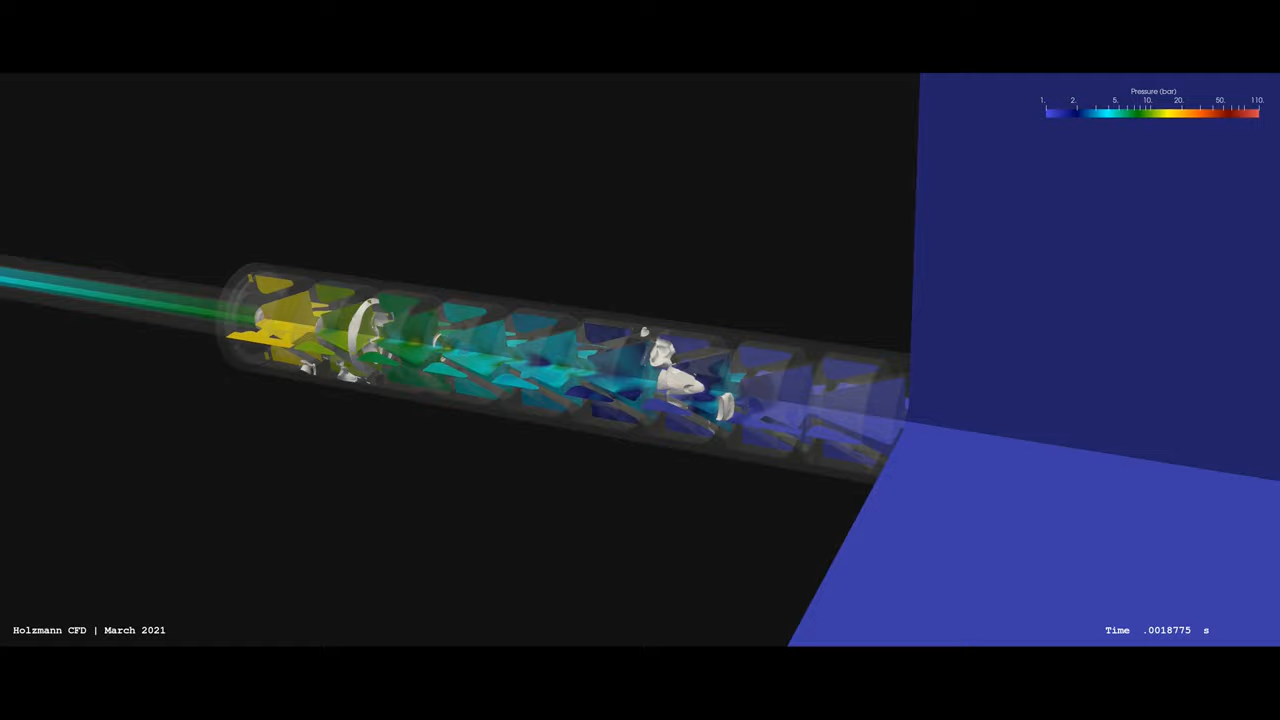 Pressure (bar)
1. 2. 5. 10. 20. 50. 110.
Holzmann CFD | March 2021
Time .0018775 s